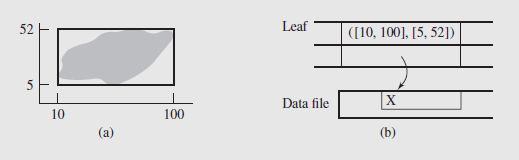 52
5
10 100
(a)
Leaf ([10, 100], [5, 52])
Data file X
(b)